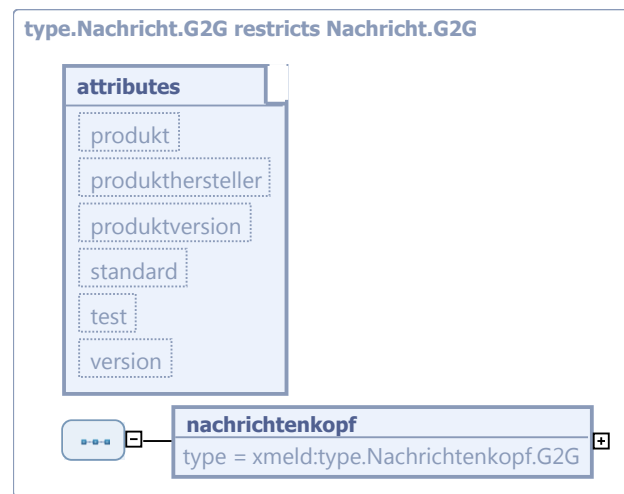 type.Nachricht.G2G restricts Nachricht.G2G
attributes
produkt
produkthersteller
produktversion
standard
test
version
nachrichtenkopf
type = xmeld:type.Nachrichtenkopf.G2G